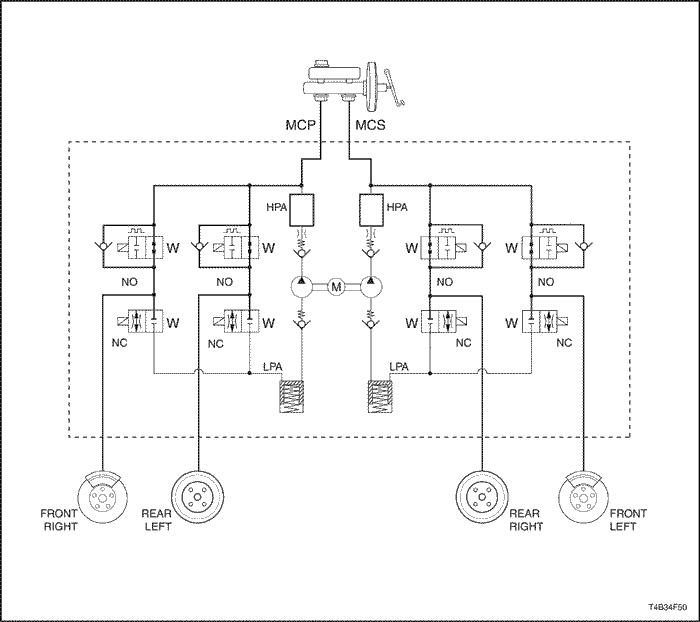 MCP MCS
HPA HPA
W W W W
NO NO NO NO
M
W W W W
NC NC NC NC
LPA LPA
FRONT
RIGHT
REAR
LEFT
REAR
RIGHT
FRONT
LEFT
T4B34F50